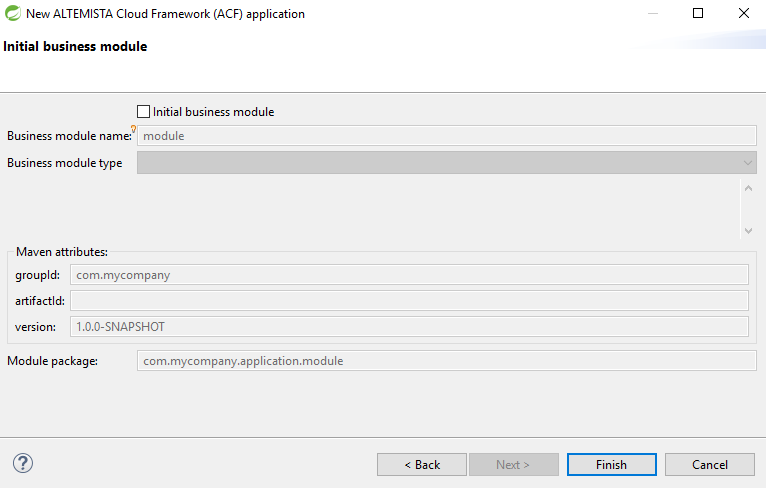 New ALTEMISTA Cloud Framework (ACF) application
Initial business module
Initial business module
Business module name: module
Business module type
Maven attributes:
groupId: com.mycompany
artifactId:
version: 1.0.0-SNAPSHOT
Module package: com.mycompany.application.module
? < Back Next > Finish Cancel